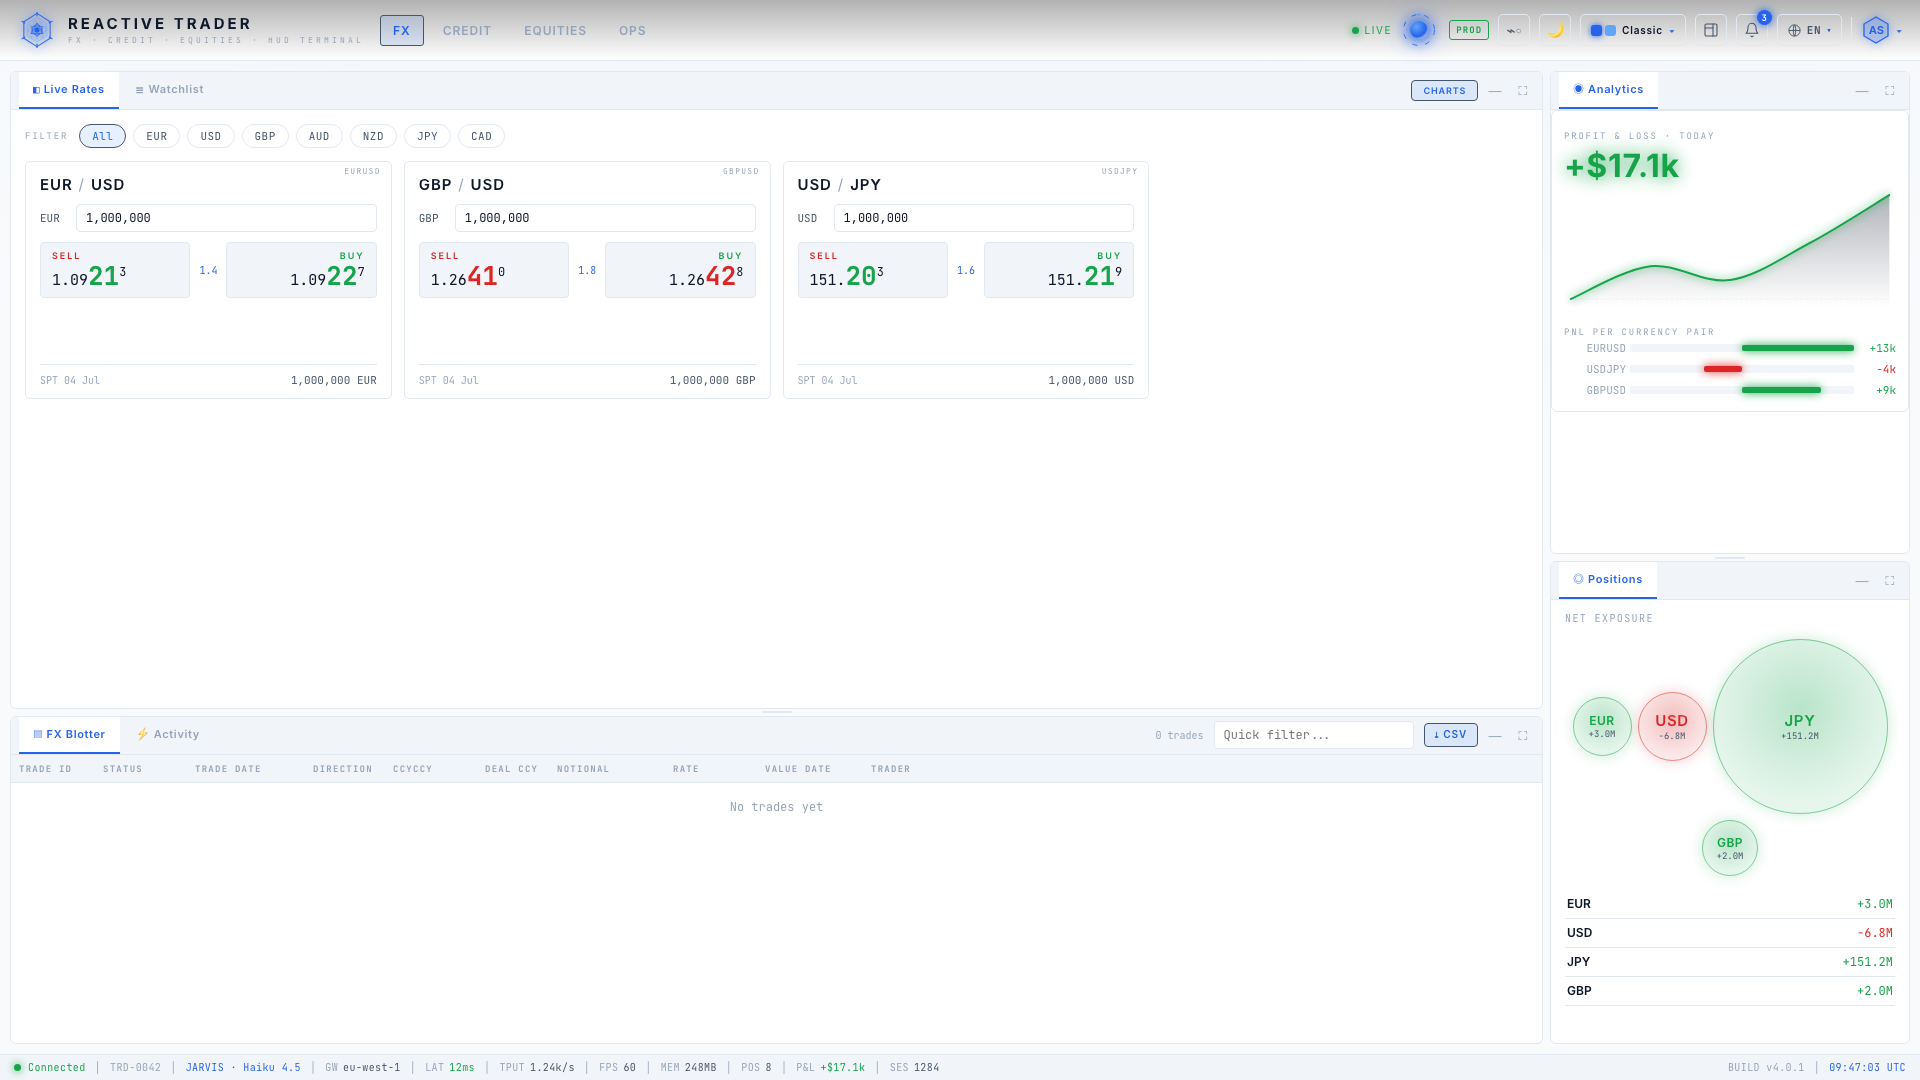 REACTIVE TRADER
FX · CREDIT · EQUITIES · HUD TERMINAL
FX CREDIT EQUITIES OPS
LIVE
PROD
Classic
3
EN
AS
Live Rates Watchlist
CHARTS
FILTER All EUR USD GBP AUD NZD JPY CAD
EURUSD
EUR / USD
EUR 1,000,000
SELL
1.09213
1.4
BUY
1.09227
SPT 04 Jul 1,000,000 EUR
GBPUSD
GBP / USD
GBP 1,000,000
SELL
1.26410
1.8
BUY
1.26428
SPT 04 Jul 1,000,000 GBP
USDJPY
USD / JPY
USD 1,000,000
SELL
151.203
1.6
BUY
151.219
SPT 04 Jul 1,000,000 USD
Analytics
PROFIT & LOSS · TODAY
+$17.1k
PNL PER CURRENCY PAIR
EURUSD +13k
USDJPY -4k
GBPUSD +9k
Positions
NET EXPOSURE
EUR
+3.0M
USD
-6.8M
JPY
+151.2M
GBP
+2.0M
EUR +3.0M
USD -6.8M
JPY +151.2M
GBP +2.0M
FX Blotter Activity
0 trades
Quick filter...
↓ CSV
TRADE ID STATUS TRADE DATE DIRECTION CCYCCY DEAL CCY NOTIONAL RATE VALUE DATE TRADER
No trades yet
Connected TRD-0042 JARVIS · Haiku 4.5 GW eu-west-1 LAT 12ms TPUT 1.24k/s FPS 60 MEM 248MB POS 8 P&L +$17.1k SES 1284
BUILD v4.0.1 09:47:03 UTC